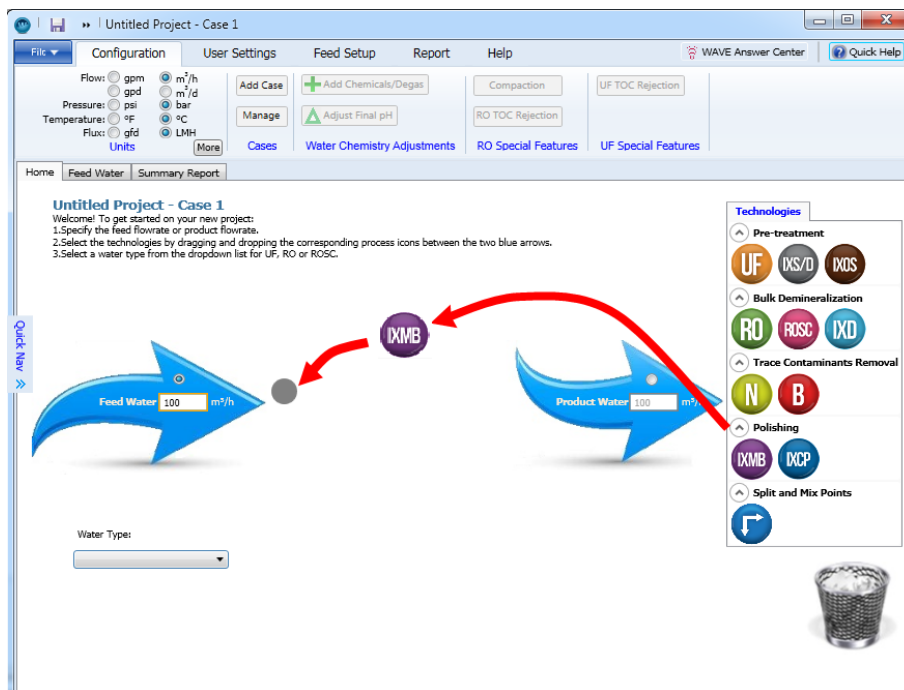 Untitled Project - Case 1
File
Configuration
User Settings
Feed Setup
Report
Help
WAVE Answer Center
Quick Help
Flow: gpm m³/h
gpd m³/d
Pressure: psi bar
Temperature: ºF ºC
Flux: gfd LMH
Units
More
Add Case
Manage
Cases
Add Chemicals/Degas
Adjust Final pH
Water Chemistry Adjustments
Compaction
RO TOC Rejection
RO Special Features
UF TOC Rejection
UF Special Features
Home
Feed Water
Summary Report
Untitled Project - Case 1
Welcome! To get started on your new project:
1.Specify the feed flowrate or product flowrate.
2.Select the technologies by dragging and dropping the corresponding process icons between the two blue arrows.
3.Select a water type from the dropdown list for UF, RO or ROSC.
Quick Nav
IXMB
Feed Water 100 m³/h
Product Water 100 m³/h
Water Type:
Technologies
Pre-treatment
UF IXS/D IXOS
Bulk Demineralization
RO ROSC IXD
Trace Contaminants Removal
N B
Polishing
IXMB IXCP
Split and Mix Points